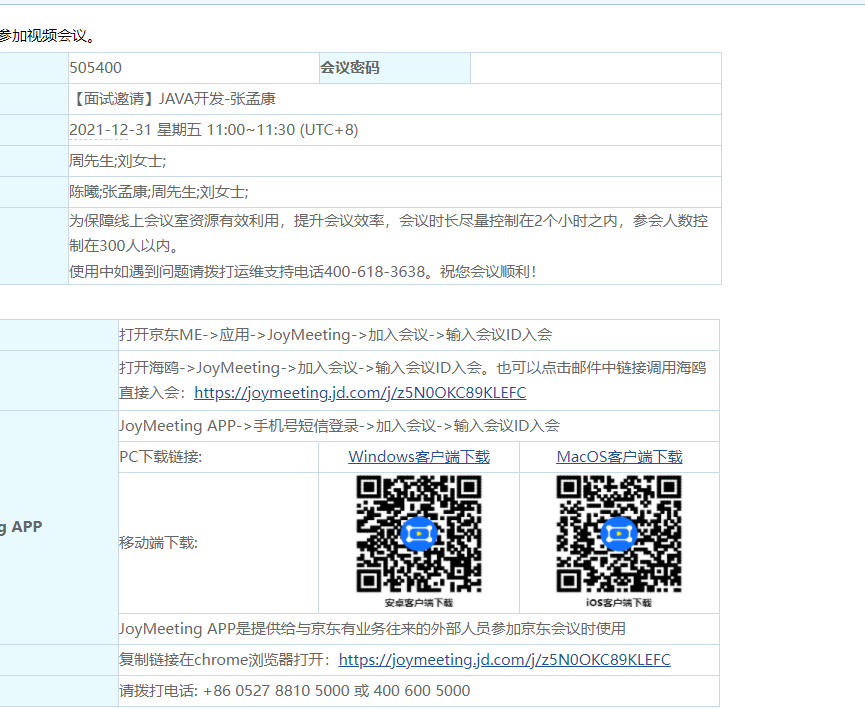 参加视频会议。
505400 会议密码
【面试邀请】JAVA开发-张孟康
2021-12-31 星期五 11:00~11:30 (UTC+8)
周先生;刘女士;
陈曦;张孟康;周先生;刘女士;
为保障线上会议室资源有效利用，提升会议效率，会议时长尽量控制在2个小时之内，参会人数控
制在300人以内。
使用中如遇到问题请拨打运维支持电话400-618-3638。祝您会议顺利！
打开京东ME->应用->JoyMeeting->加入会议->输入会议ID入会
打开海鸥->JoyMeeting->加入会议->输入会议ID入会。也可以点击邮件中链接调用海鸥
直接入会：https://joymeeting.jd.com/j/z5N0OKC89KLEFC
JoyMeeting APP->手机号短信登录->加入会议->输入会议ID入会
PC下载链接: Windows客户端下载 MacOS客户端下载
g APP
移动端下载:
安卓客户端下载 iOS客户端下载
JoyMeeting APP是提供给与京东有业务往来的外部人员参加京东会议时使用
复制链接在chrome浏览器打开：https://joymeeting.jd.com/j/z5N0OKC89KLEFC
请拨打电话: +86 0527 8810 5000 或 400 600 5000